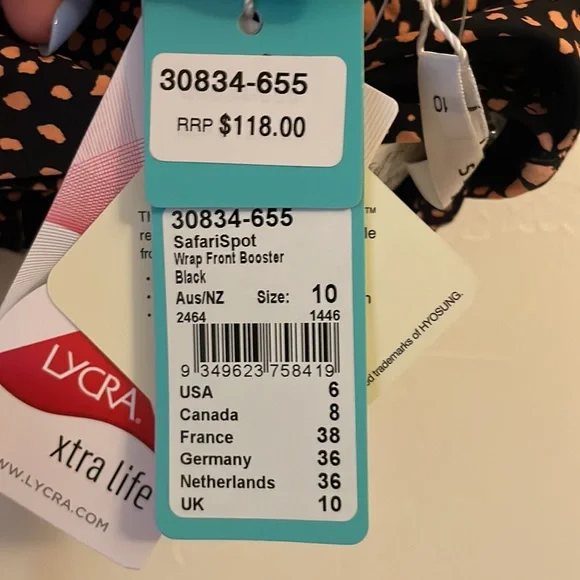 30834-655
RRP $118.00
30834-655
SafariSpot
Wrap Front Booster
Black
Aus/NZ Size: 10
2464 1446
9 349623 758419
USA 6
Canada 8
France 38
Germany 36
Netherlands 36
UK 10
LYCRA®
xtra life
WW.LYCRA.COM
trademarks of HYOSUNG.
TM
10